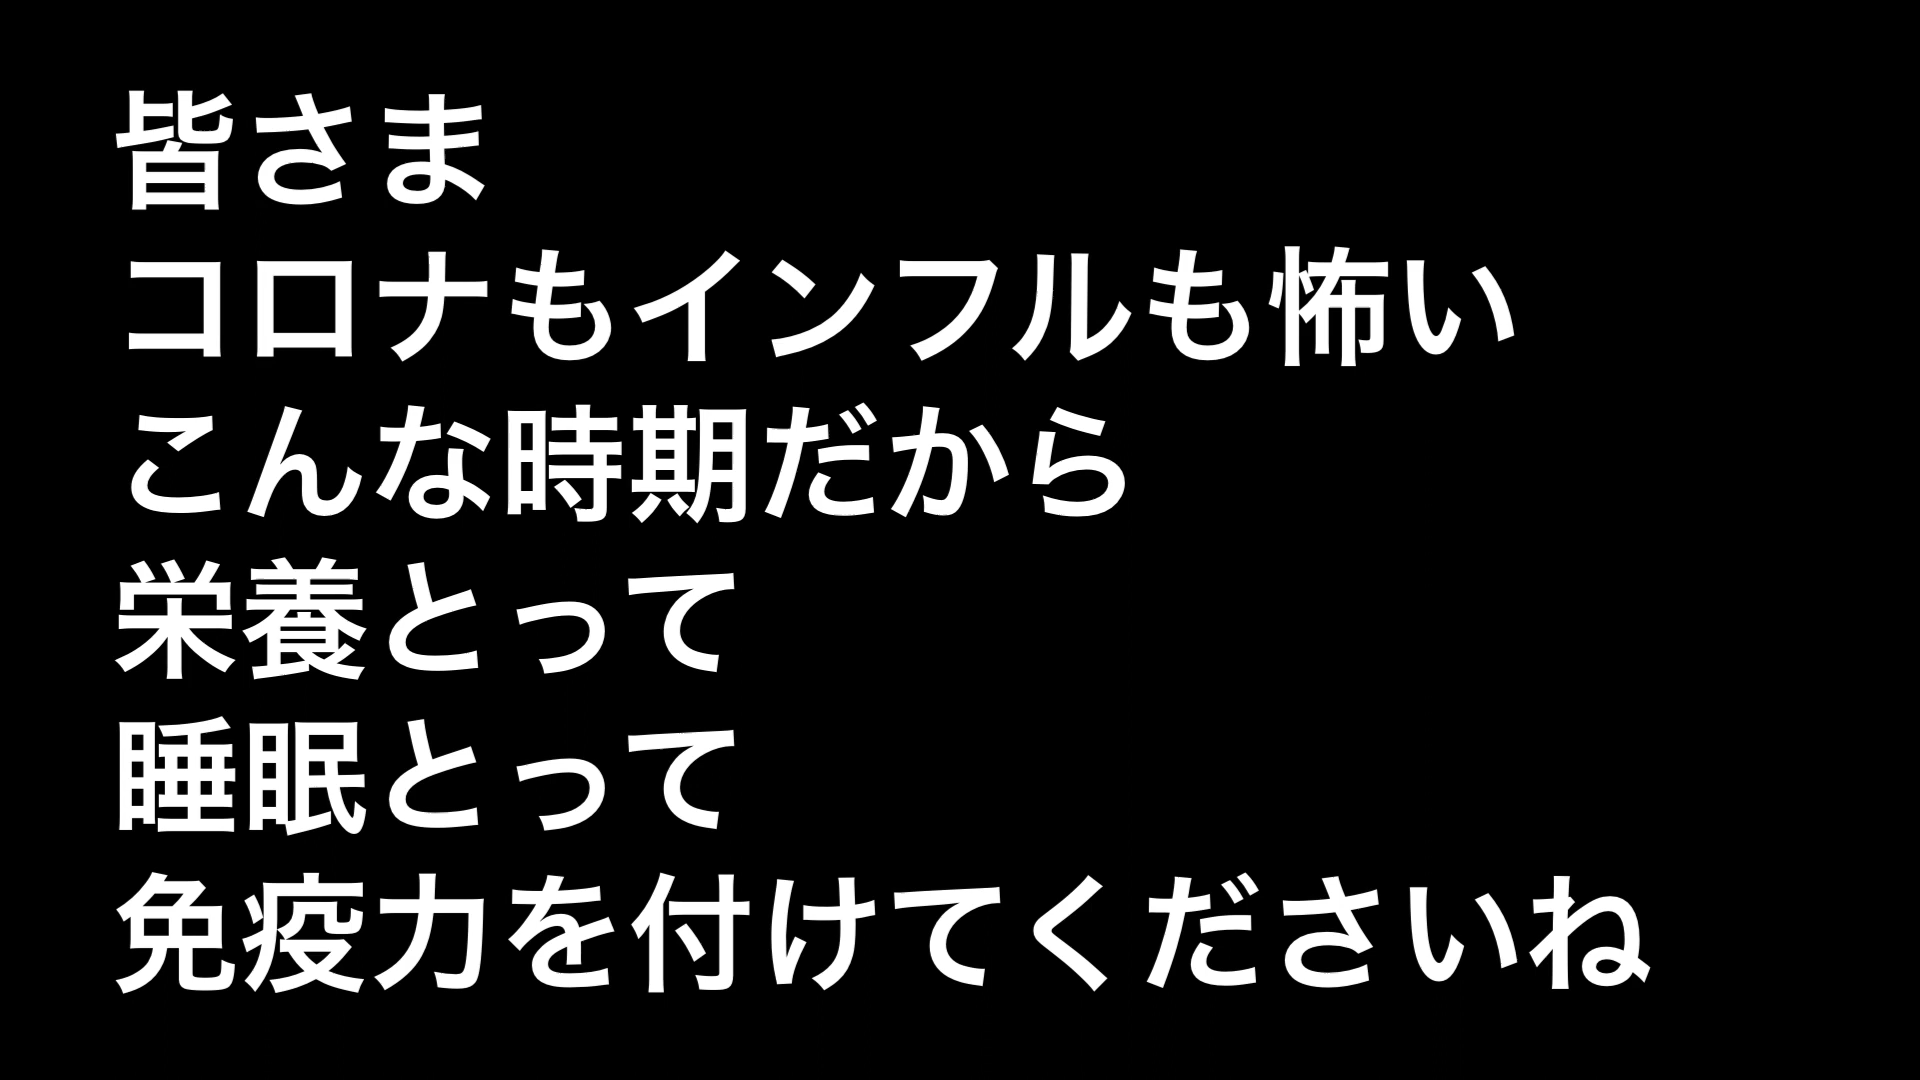 皆さま
コロナもインフルも怖い
こんな時期だから
栄養とって
睡眠とって
免疫力を付けてくださいね